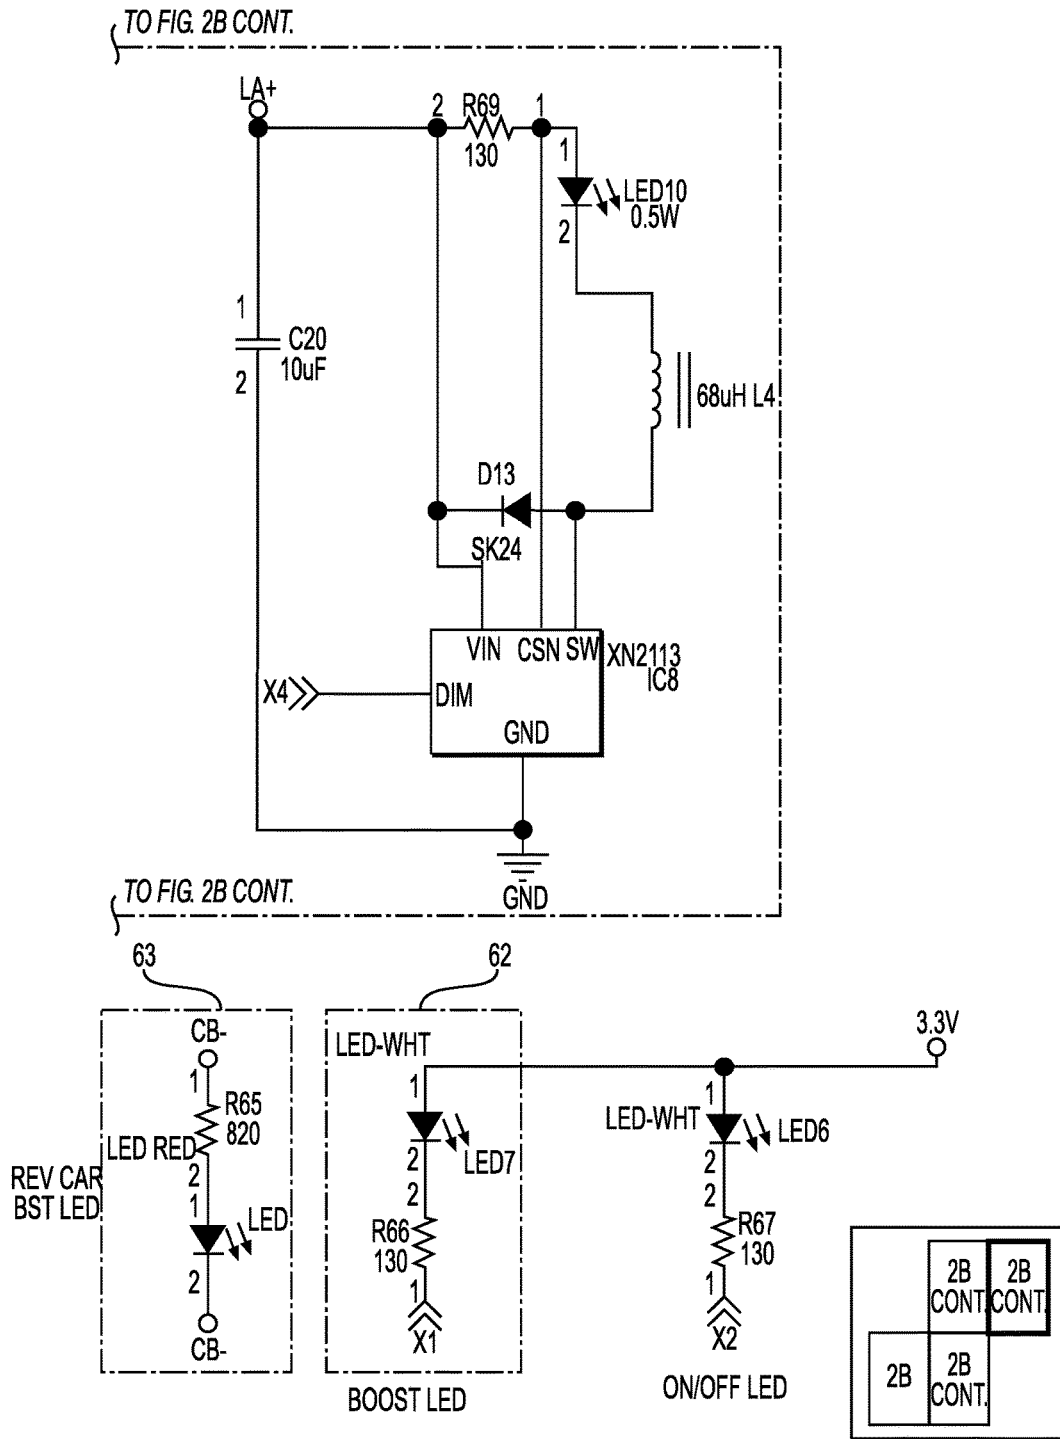 TO FIG. 2B CONT.
LA+
2 R69 1
130
1
LED10
0.5W
2
1
C20
10uF
2
68uH L4
D13
SK24
VIN CSN SW
XN2113
IC8
X4
DIM
GND
GND
TO FIG. 2B CONT.
63
62
CB-
1
R65
820
LED RED
2
REV CAR
BST LED
1
LED
2
CB-
LED-WHT
1
2
LED7
2
R66
130
1
X1
BOOST LED
3.3V
1
LED-WHT
LED6
2
2
R67
130
1
X2
ON/OFF LED
2B
CONT.
2B
CONT.
2B
2B
CONT.